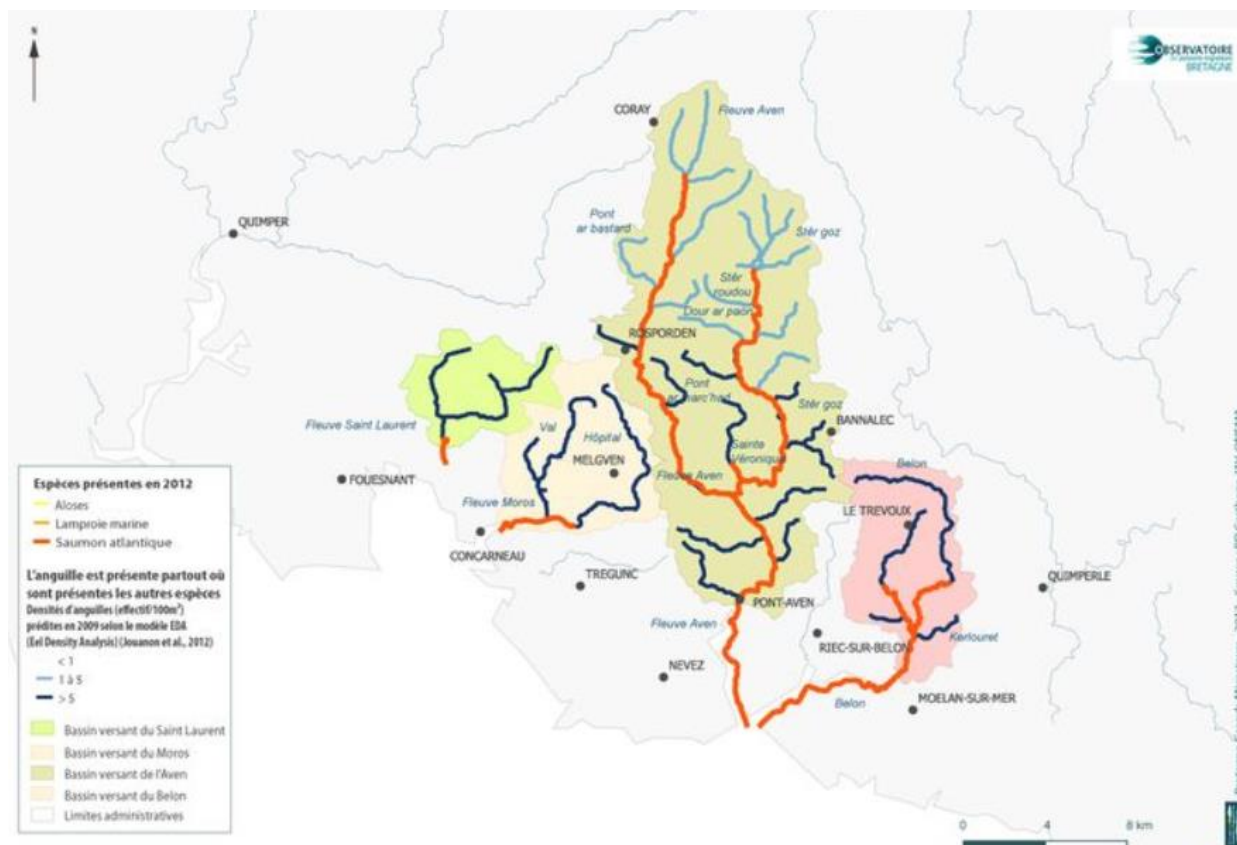 N
OBSERVATOIRE
BRETAGNE
CORAY
Fleuve Aven
QUIMPER
Pont
ar bastard
Stêr goz
Stêr
roudou
Dour ar paon
ROSPORDEN
Pont
ar marc'had
Stêr goz
Fleuve Saint Laurent
Val
Hôpital
BANNALEC
Sainte
Véronique
MELGVEN
Belon
FOUESNANT
Fleuve Aven
Fleuve Moros
LE TREVOUX
CONCARNEAU
TREGUNC
QUIMPERLE
PONT-AVEN
Fleuve Aven
RIEC-SUR-BELON
Kerlouret
NEVEZ
Belon
MOELAN-SUR-MER
Espèces présentes en 2012
Aloses
Lamproie marine
Saumon atlantique
L'anguille est présente partout où
sont présentes les autres espèces
Densités d'anguilles (effectif/100m²)
prédites en 2009 selon le modèle EDA
(Eel Density Analysis) (Jouanon et al., 2012)
< 1
1 à 5
> 5
Bassin versant du Saint Laurent
Bassin versant du Moros
Bassin versant de l'Aven
Bassin versant du Belon
Limites administratives
0 4 8 km